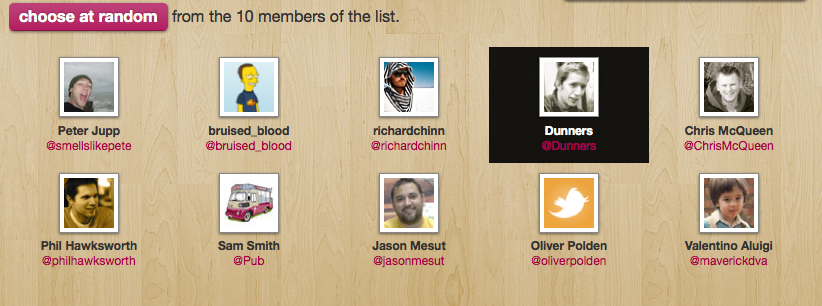 choose at random from the 10 members of the list.
Peter Jupp
@smellslikepete
bruised_blood
@bruised_blood
richardchinn
@richardchinn
Dunners
@Dunners
Chris McQueen
@ChrisMcQueen
Phil Hawksworth
@philhawksworth
Sam Smith
@Pub
Jason Mesut
@jasonmesut
Oliver Polden
@oliverpolden
Valentino Aluigi
@maverickdva